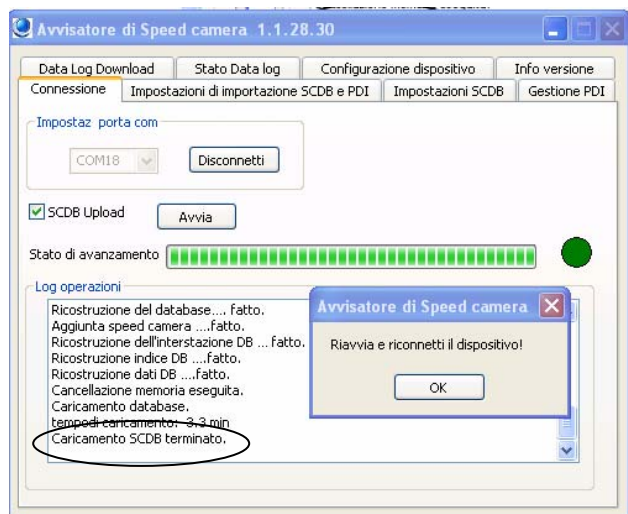 Avvisatore di Speed camera 1.1.28.30
Data Log Download
Stato Data log
Configurazione dispositivo
Info versione
Connessione
Impostazioni di importazione SCDB e PDI
Impostazioni SCDB
Gestione PDI
Impostaz porta com
COM18
Disconnetti
SCDB Upload
Avvia
Stato di avanzamento
Log operazioni
Ricostruzione del database.... fatto.
Aggiunta speed camera ....fatto.
Ricostruzione dell'interstazione DB ... fatto.
Ricostruzione indice DB ....fatto.
Ricostruzione dati DB ....fatto.
Cancellazione memoria eseguita.
Caricamento database.
tempodi caricamento: 3.3 min
Caricamento SCDB terminato.
Avvisatore di Speed camera
Riavvia e riconnetti il dispositivo!
OK